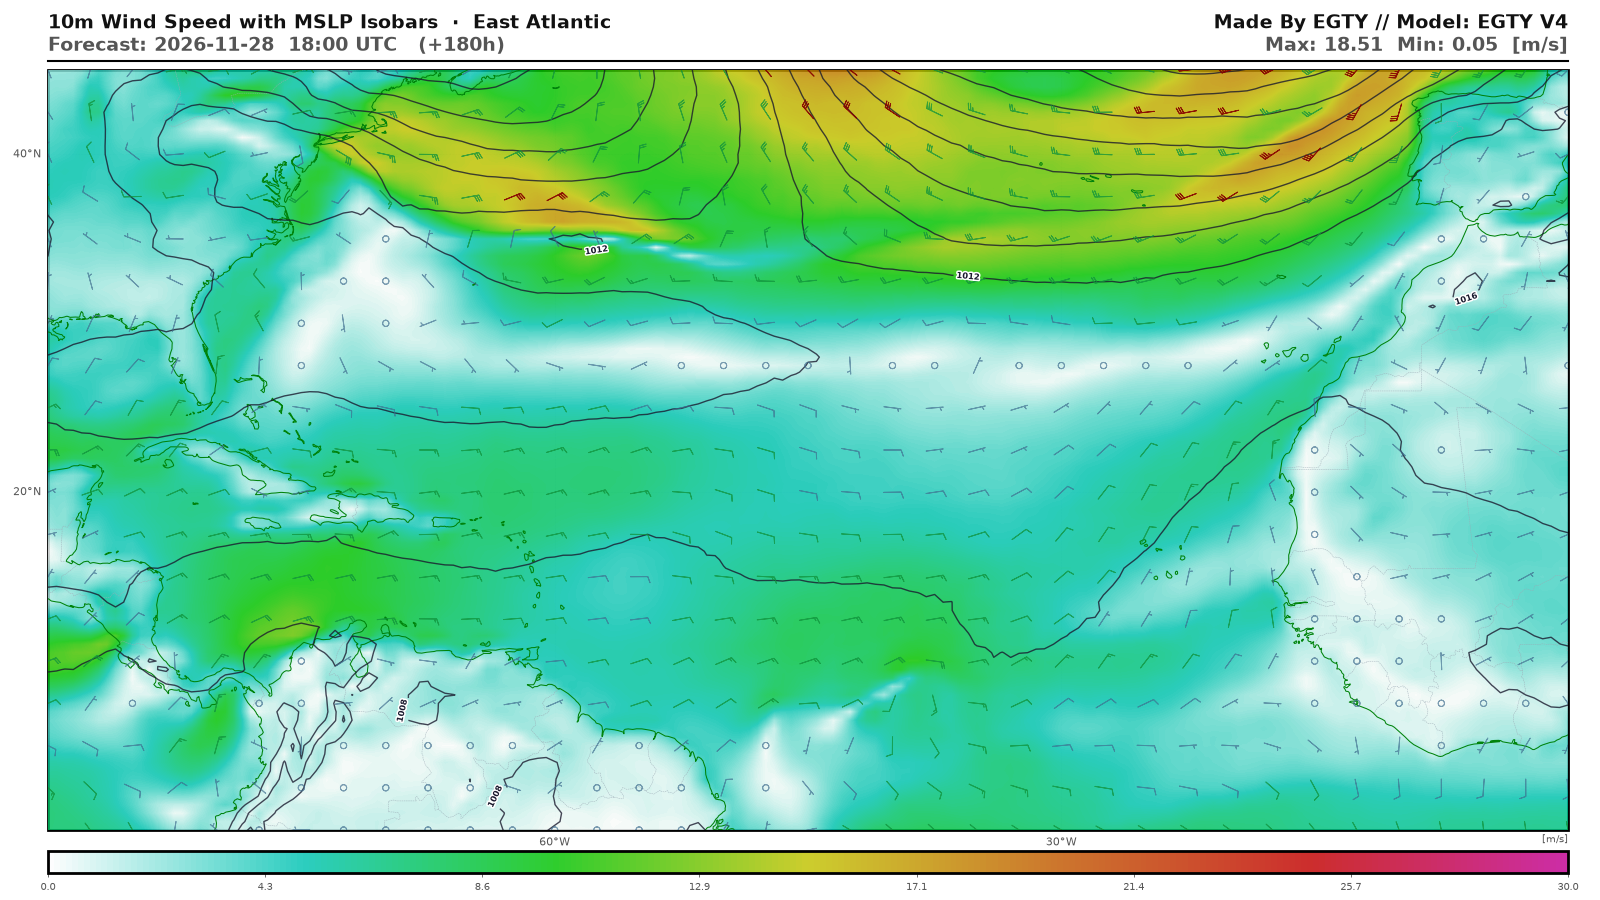 10m Wind Speed with MSLP Isobars · East Atlantic
Made By EGTY // Model: EGTY V4
Forecast: 2026-11-28 18:00 UTC (+180h)
Max: 18.51 Min: 0.05 [m/s]
40°N
1012
1012
1016
20°N
1008
1008
60°W
30°W
[m/s]
0.0 4.3 8.6 12.9 17.1 21.4 25.7 30.0